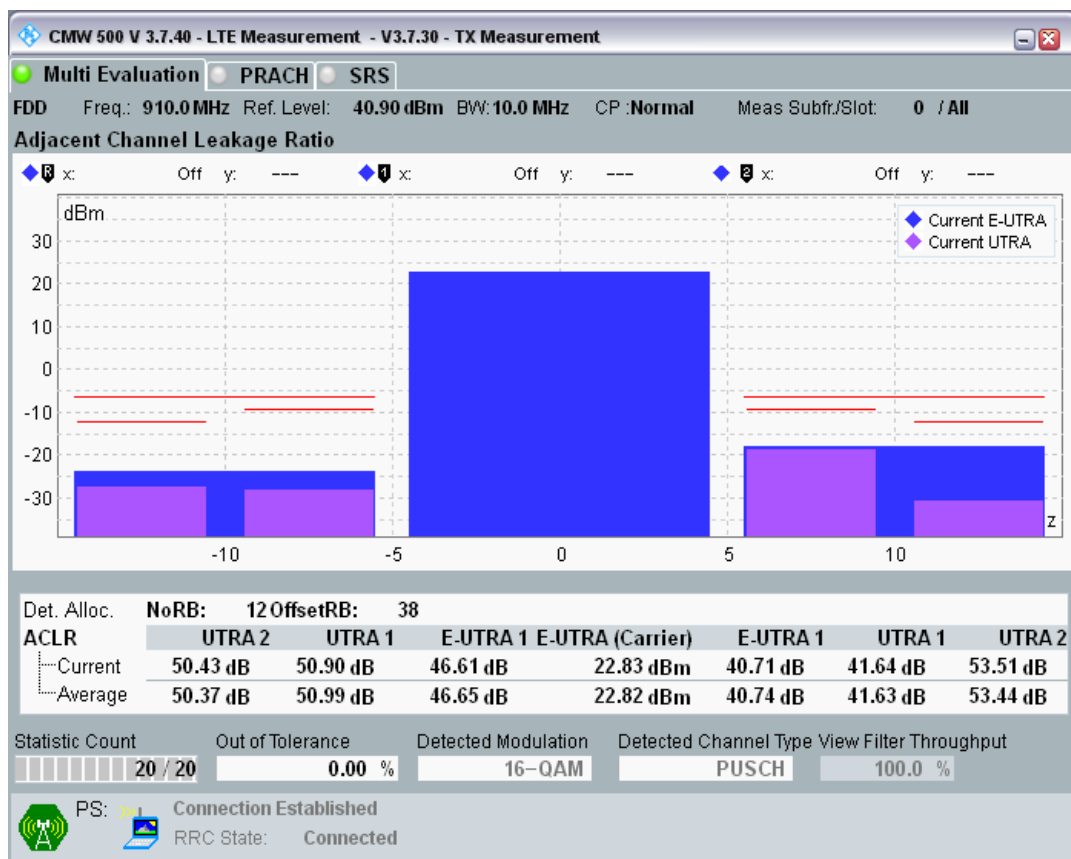 CMW 500 V 3.7.40 - LTE Measurement - V3.7.30 - TX Measurement
Multi Evaluation PRACH SRS
FDD Freq.: 910.0 MHz Ref. Level: 40.90 dBm BW: 10.0 MHz CP :Normal Meas Subfr./Slot: 0 / All
Adjacent Channel Leakage Ratio
R x: Off y: --- 1 x: Off y: --- 2 x: Off y: ---
dBm
Current E-UTRA
Current UTRA
30
20
10
0
-10
-20
-30
z
-10 -5 0 5 10
Det. Alloc. NoRB: 12 OffsetRB: 38
ACLR UTRA 2 UTRA 1 E-UTRA 1 E-UTRA (Carrier) E-UTRA 1 UTRA 1 UTRA 2
Current 50.43 dB 50.90 dB 46.61 dB 22.83 dBm 40.71 dB 41.64 dB 53.51 dB
Average 50.37 dB 50.99 dB 46.65 dB 22.82 dBm 40.74 dB 41.63 dB 53.44 dB
Statistic Count Out of Tolerance Detected Modulation Detected Channel Type View Filter Throughput
20 / 20 0.00 % 16-QAM PUSCH 100.0 %
PS: Connection Established
RRC State: Connected